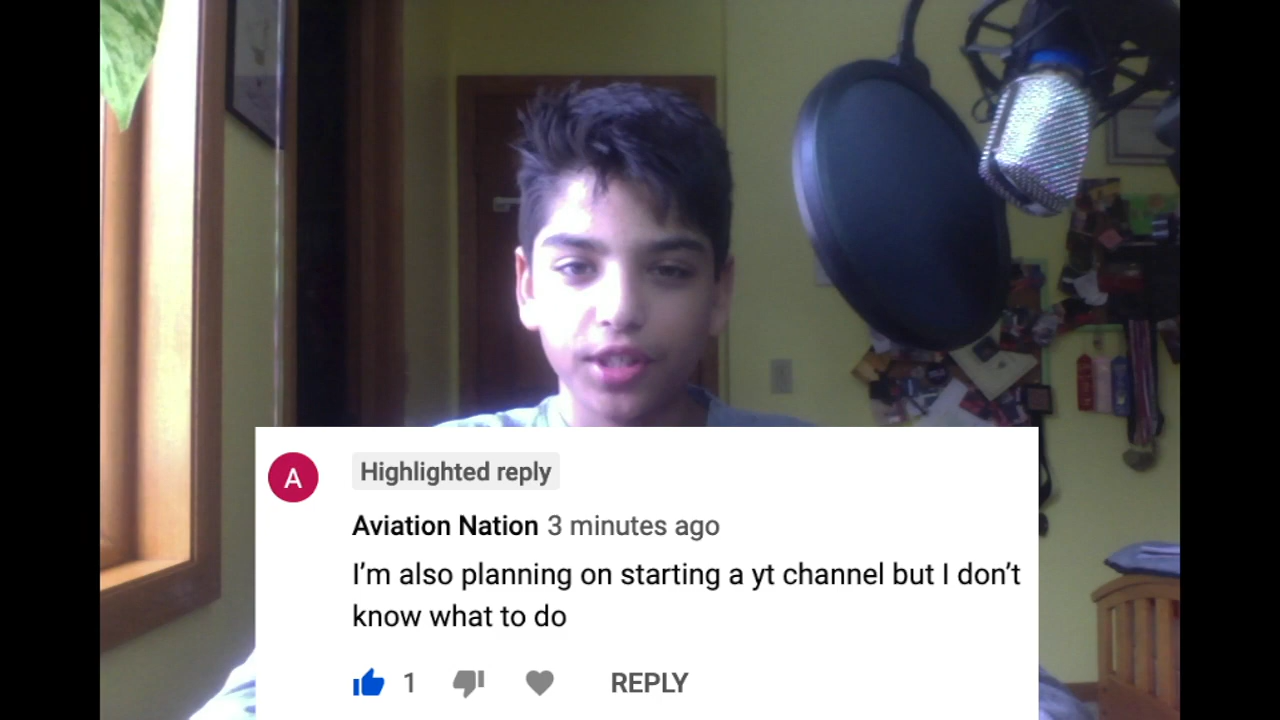 A
Highlighted reply
Aviation Nation 3 minutes ago
I’m also planning on starting a yt channel but I don’t
know what to do
1
REPLY